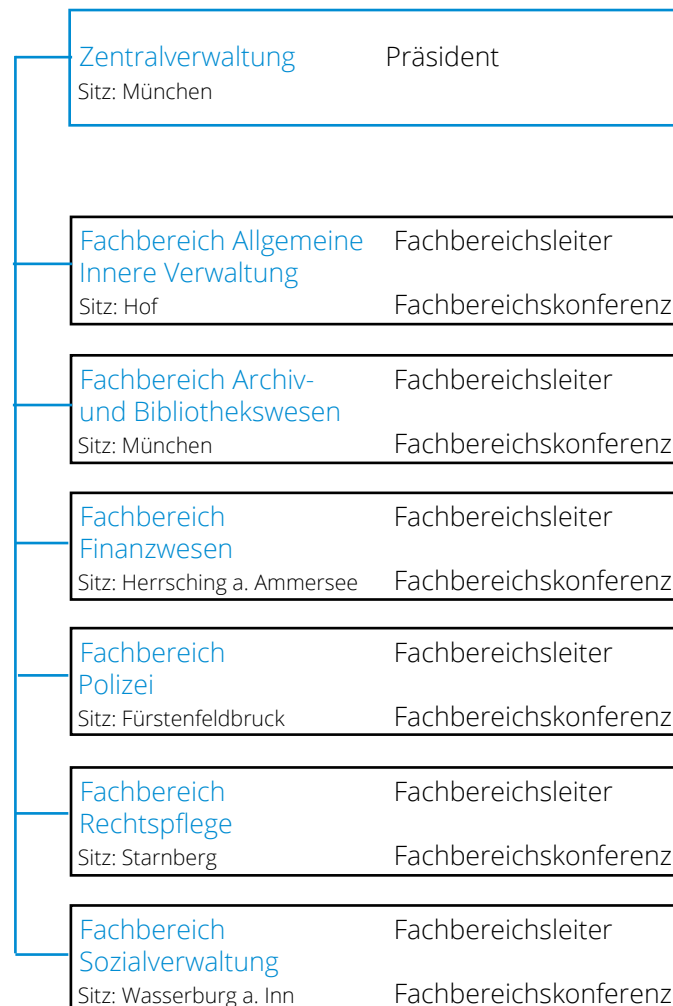 Zentralverwaltung Präsident
Sitz: München
Fachbereich Allgemeine Fachbereichsleiter
Innere Verwaltung
Sitz: Hof Fachbereichskonferenz
Fachbereich Archiv- Fachbereichsleiter
und Bibliothekswesen
Sitz: München Fachbereichskonferenz
Fachbereich Fachbereichsleiter
Finanzwesen
Sitz: Herrsching a. Ammersee Fachbereichskonferenz
Fachbereich Fachbereichsleiter
Polizei
Sitz: Fürstenfeldbruck Fachbereichskonferenz
Fachbereich Fachbereichsleiter
Rechtspflege
Sitz: Starnberg Fachbereichskonferenz
Fachbereich Fachbereichsleiter
Sozialverwaltung
Sitz: Wasserburg a. Inn Fachbereichskonferenz